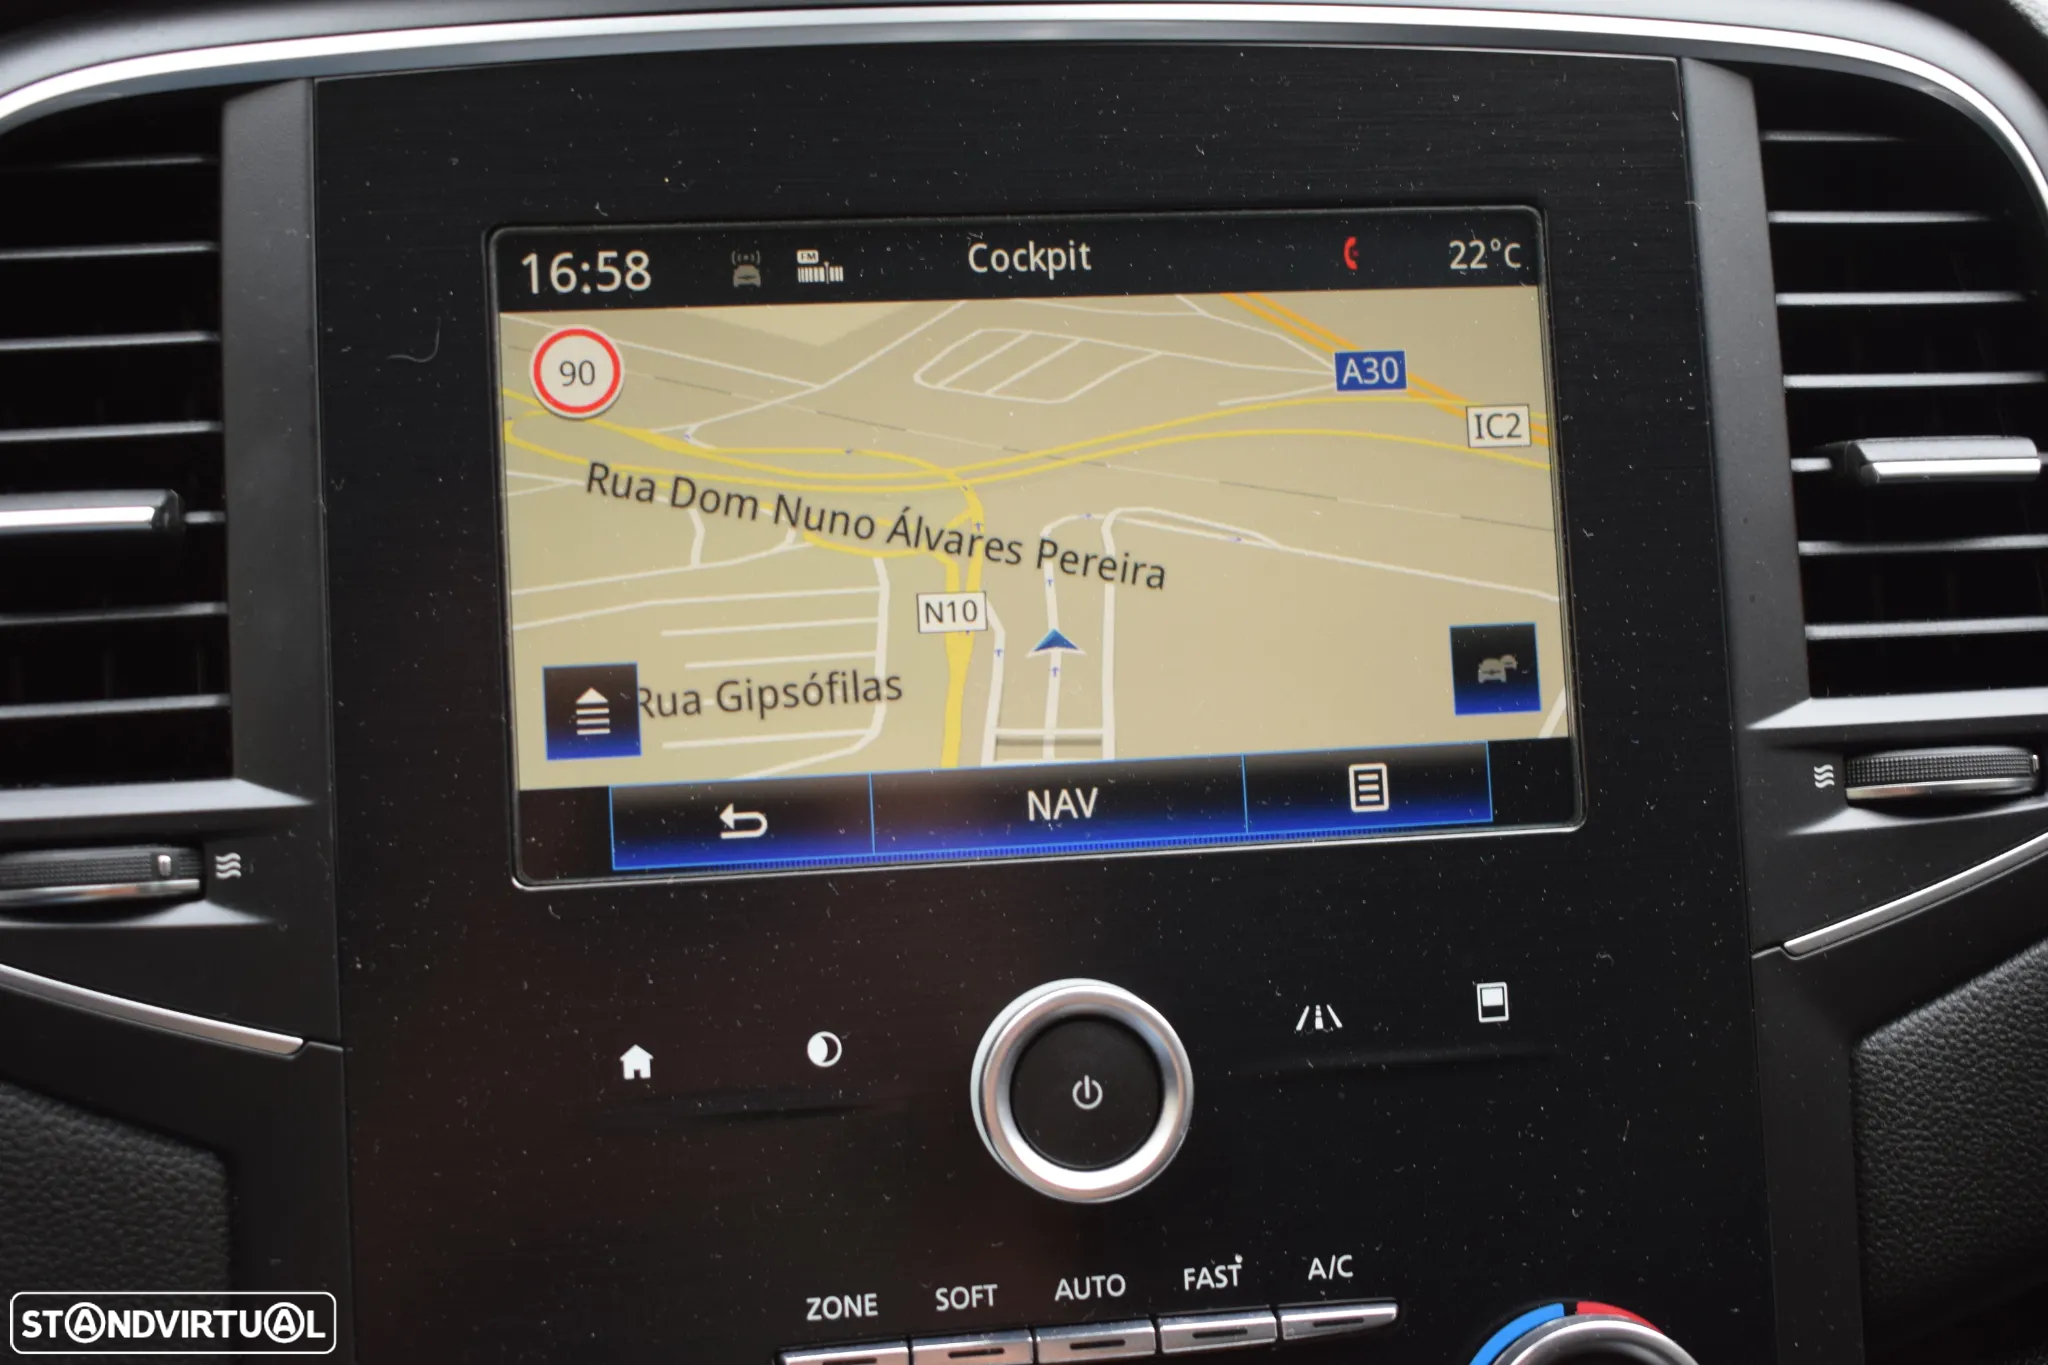 16:58
FM
Cockpit
22°C
90
A30
IC2
Rua Dom Nuno Álvares Pereira
N10
Rua Gipsófilas
NAV
ZONE
SOFT
AUTO
FAST
A/C
STANDVIRTUAL